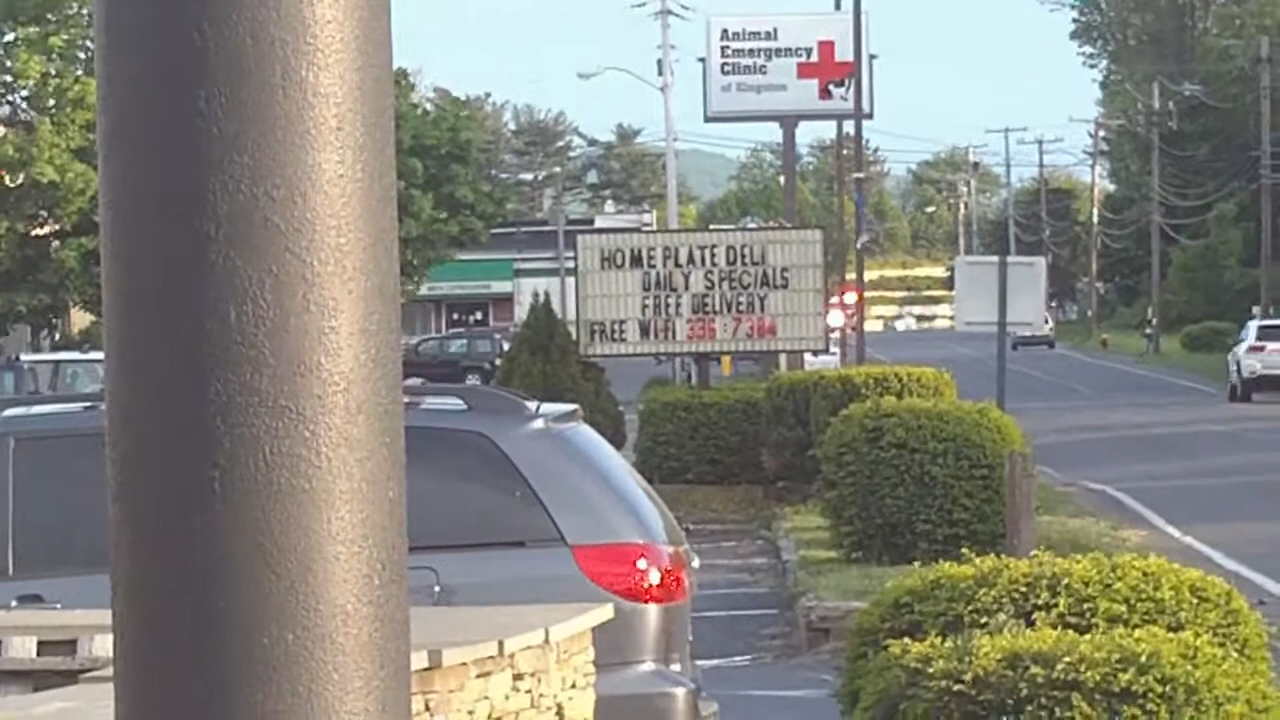 Animal
Emergency
Clinic
of Kingston
HOME PLATE DELI
DAILY SPECIALS
FREE DELIVERY
FREE WI-FI 336:7384